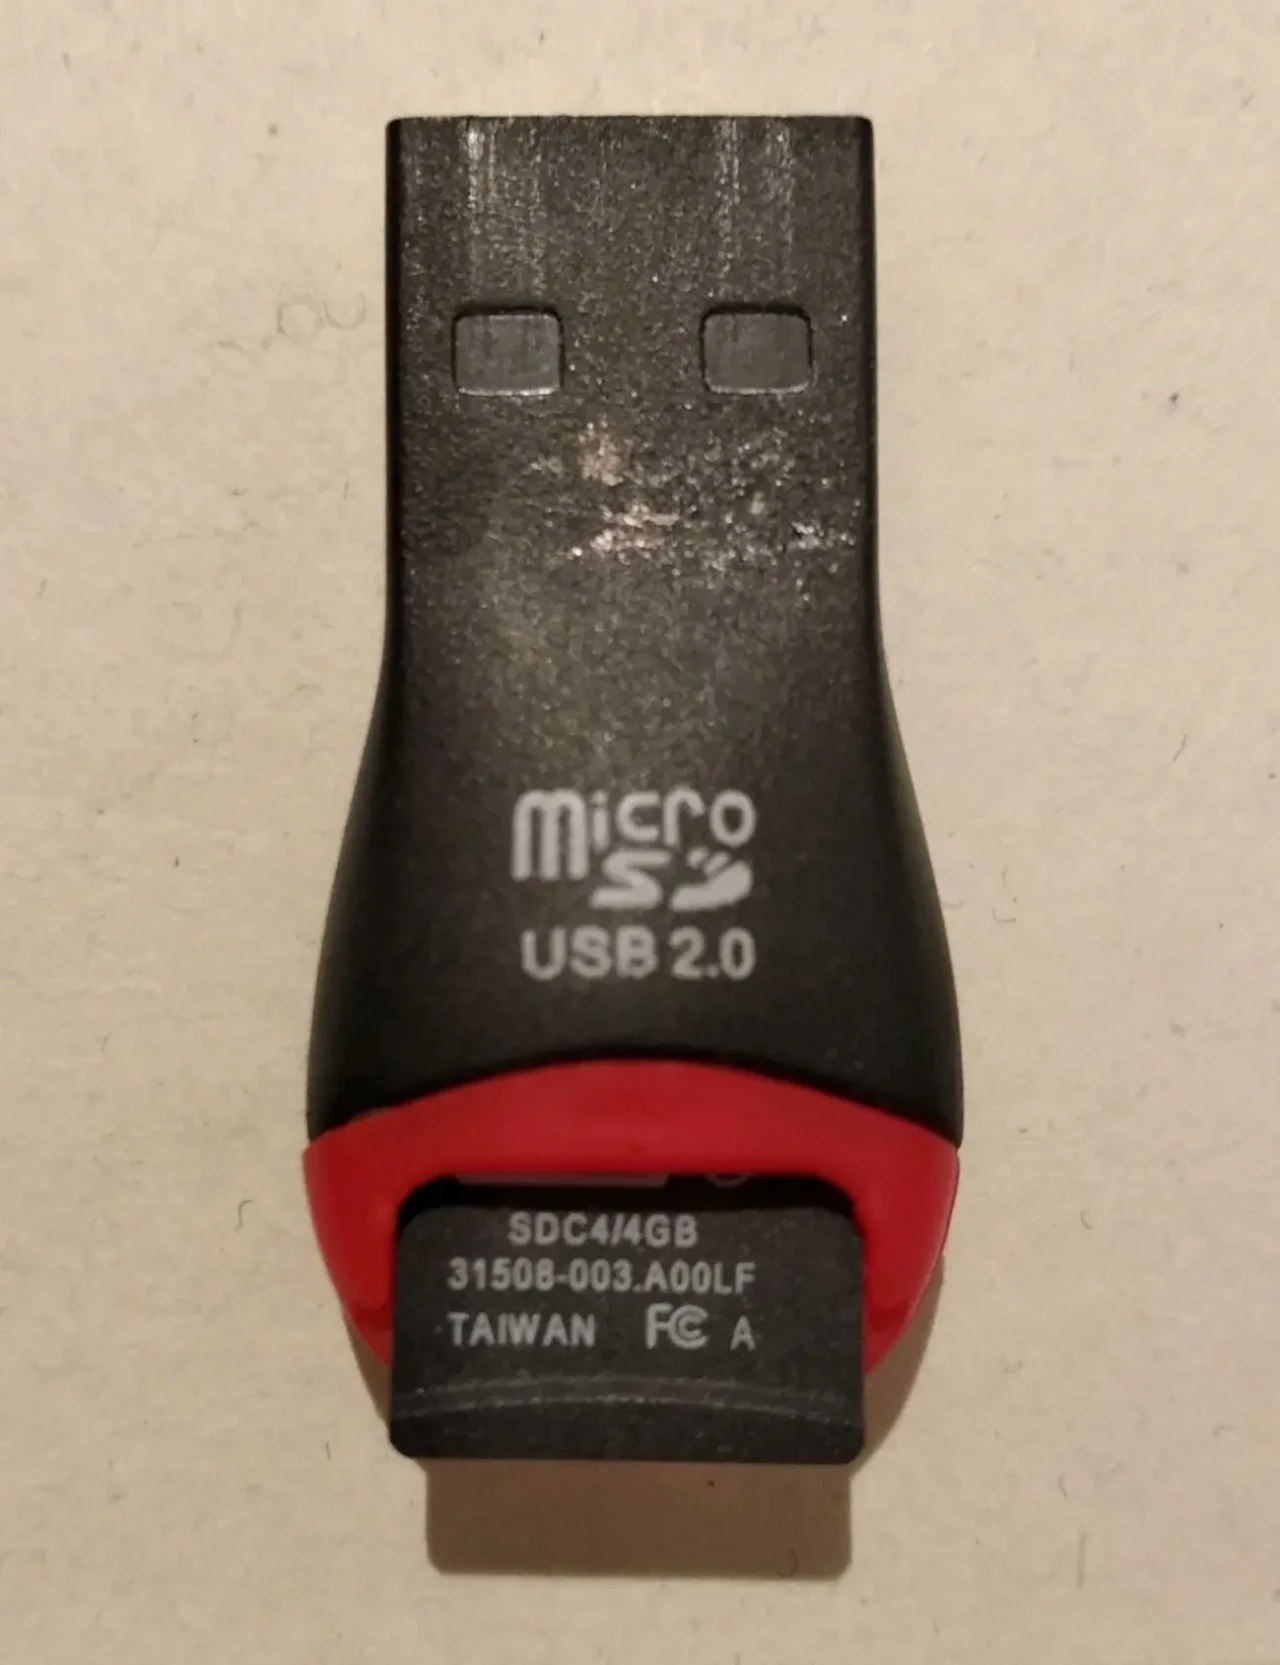 micro
SD
USB 2.0
SDC4/4GB
31508-003.A00LF
TAIWAN FC A